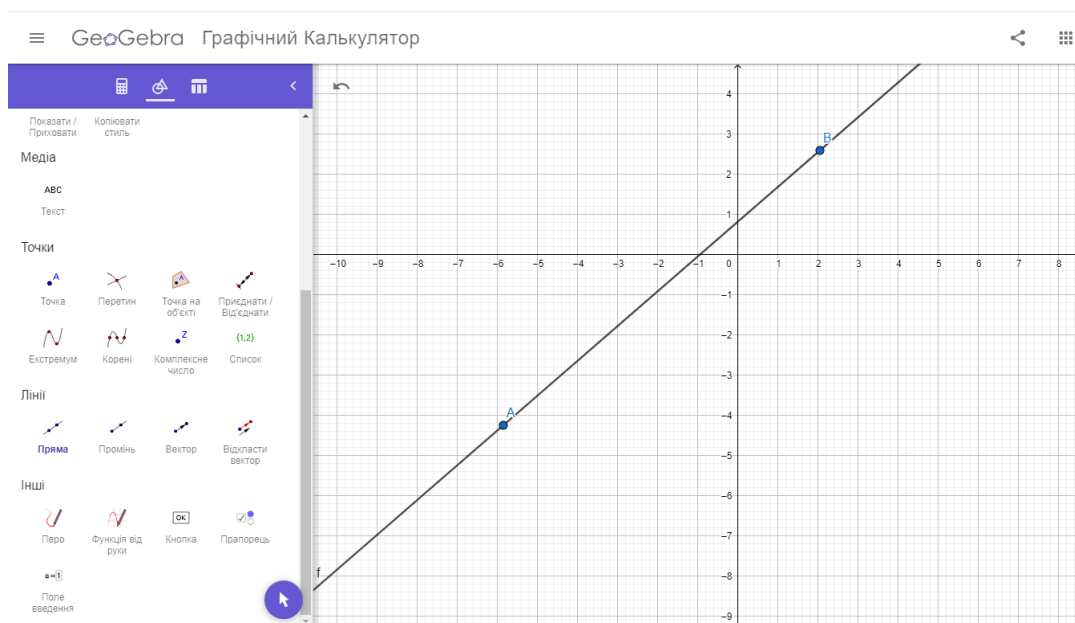 GeoGebra Графічний Калькулятор
Показати / Приховати
Копіювати стиль
Медіа
ABC
Текст
Точки
A
Точка
Перетин
A
Точка на об'єкті
Приєднати / Від'єднати
Екстремум
Корені
Z
Комплексне число
{1,2}
Список
Лінії
Пряма
Промінь
Вектор
Відкласти вектор
Інші
Перо
Функція від руки
OK
Кнопка
Прапорець
a=1
Поле введення
4
3
2
1
−10 −9 −8 −7 −6 −5 −4 −3 −2 −1 0 1 2 3 4 5 6 7 8
−1
−2
−3
−4
−5
−6
−7
−8
−9
B
A
f